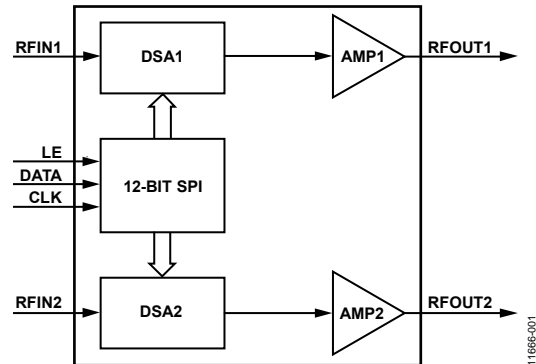 RFIN1
DSA1
AMP1
RFOUT1
LE
DATA
CLK
12-BIT SPI
RFIN2
DSA2
AMP2
RFOUT2
11666-001